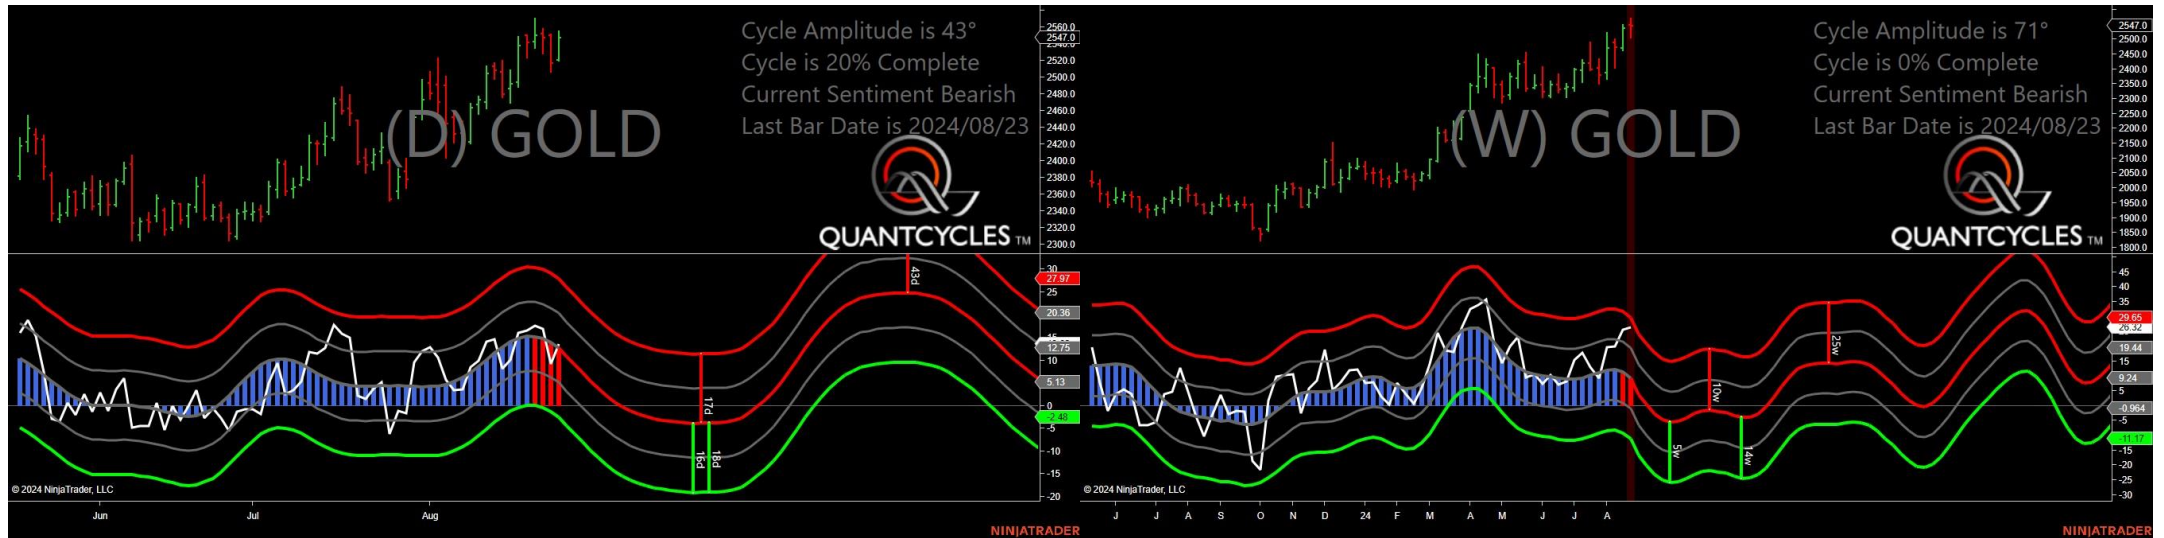 Cycle Amplitude is 43°
Cycle is 20% Complete
Current Sentiment Bearish
Last Bar Date is 2024/08/23
(D) GOLD
QUANTCYCLES TM
2560.0
2547.0
2520.0
2500.0
2480.0
2460.0
2440.0
2420.0
2400.0
2380.0
2360.0
2340.0
2320.0
2300.0
30
27.97
25
20.36
12.75
10
5.13
0
-2.48
-5
-10
-15
-20
43d
17d
16d
18d
© 2024 NinjaTrader, LLC
Jun
Jul
Aug
NINJATRADER
Cycle Amplitude is 71°
Cycle is 0% Complete
Current Sentiment Bearish
Last Bar Date is 2024/08/23
(W) GOLD
QUANTCYCLES TM
2547.0
2500.0
2450.0
2400.0
2350.0
2300.0
2250.0
2200.0
2150.0
2100.0
2050.0
2000.0
1950.0
1900.0
1850.0
1800.0
45
35
29.65
26.32
19.44
15
9.24
5
-0.964
-5
-11.17
-15
-20
-25
-30
25w
10w
5w
14w
© 2024 NinjaTrader, LLC
J
J
A
S
O
N
D
24
F
M
A
M
J
J
A
NINJATRADER